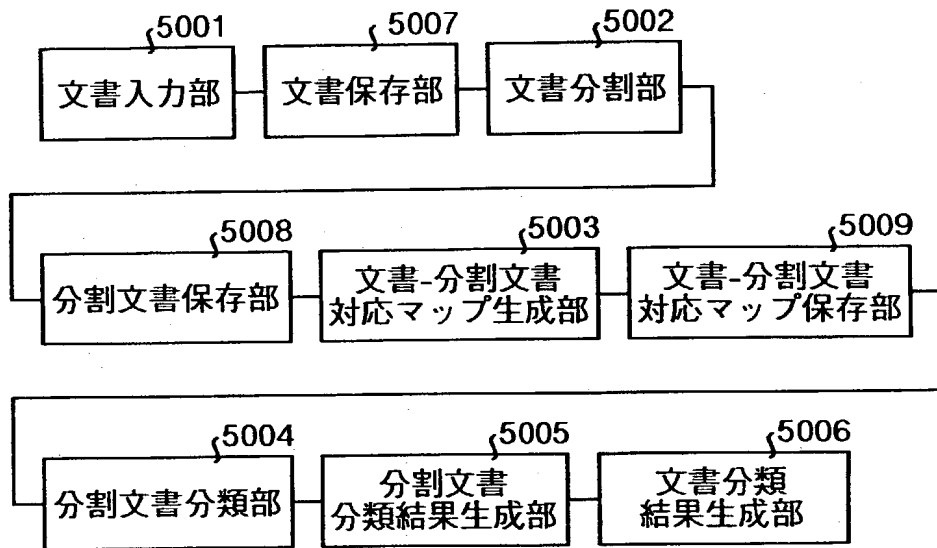 5001
5007
5002
文書入力部
文書保存部
文書分割部
5008
5003
5009
分割文書保存部
文書-分割文書
対応マップ生成部
文書-分割文書
対応マップ保存部
5004
5005
5006
分割文書分類部
分割文書
分類結果生成部
文書分類
結果生成部